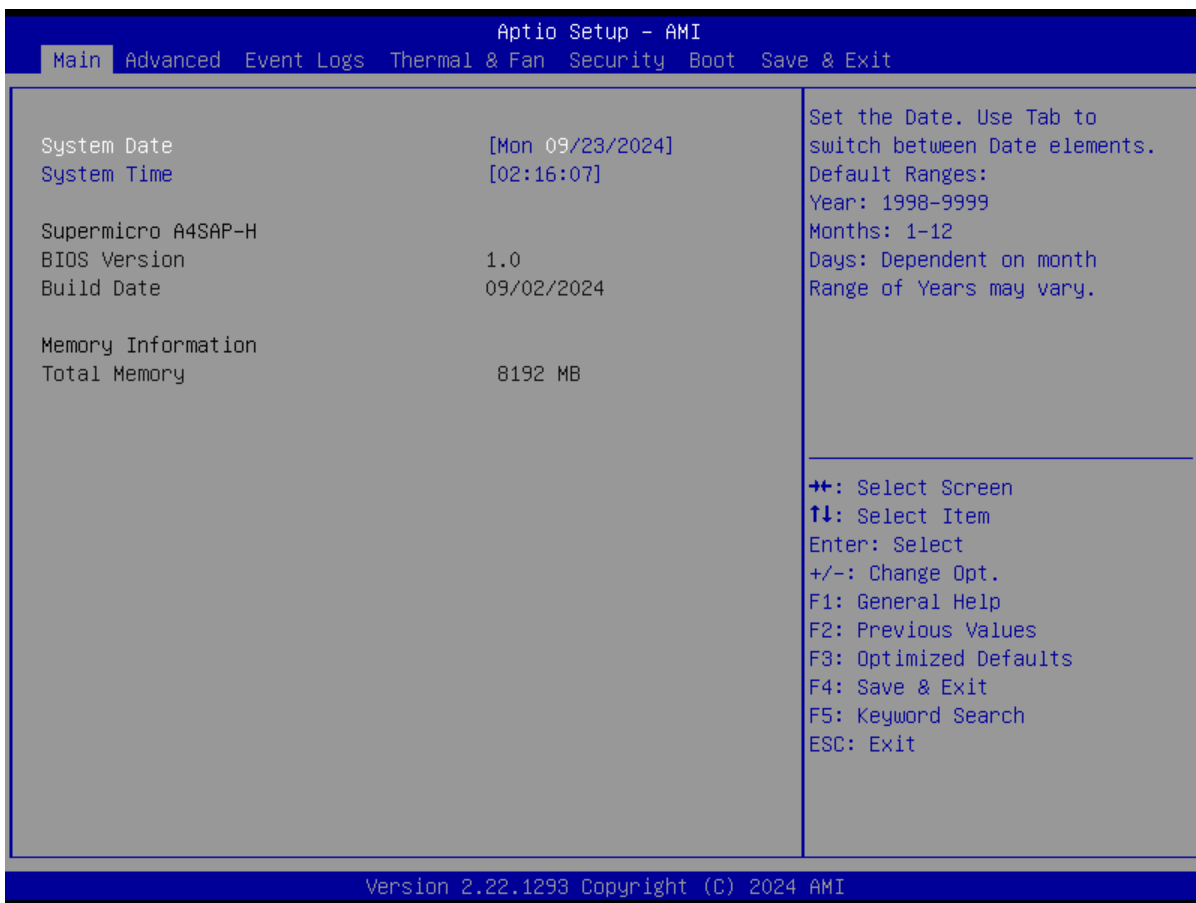 Aptio Setup – AMI
Main Advanced Event Logs Thermal & Fan Security Boot Save & Exit
System Date [Mon 09/23/2024]
System Time [02:16:07]
Supermicro A4SAP-H
BIOS Version 1.0
Build Date 09/02/2024
Memory Information
Total Memory 8192 MB
Set the Date. Use Tab to
switch between Date elements.
Default Ranges:
Year: 1998-9999
Months: 1-12
Days: Dependent on month
Range of Years may vary.
→←: Select Screen
↑↓: Select Item
Enter: Select
+/-: Change Opt.
F1: General Help
F2: Previous Values
F3: Optimized Defaults
F4: Save & Exit
F5: Keyword Search
ESC: Exit
Version 2.22.1293 Copyright (C) 2024 AMI